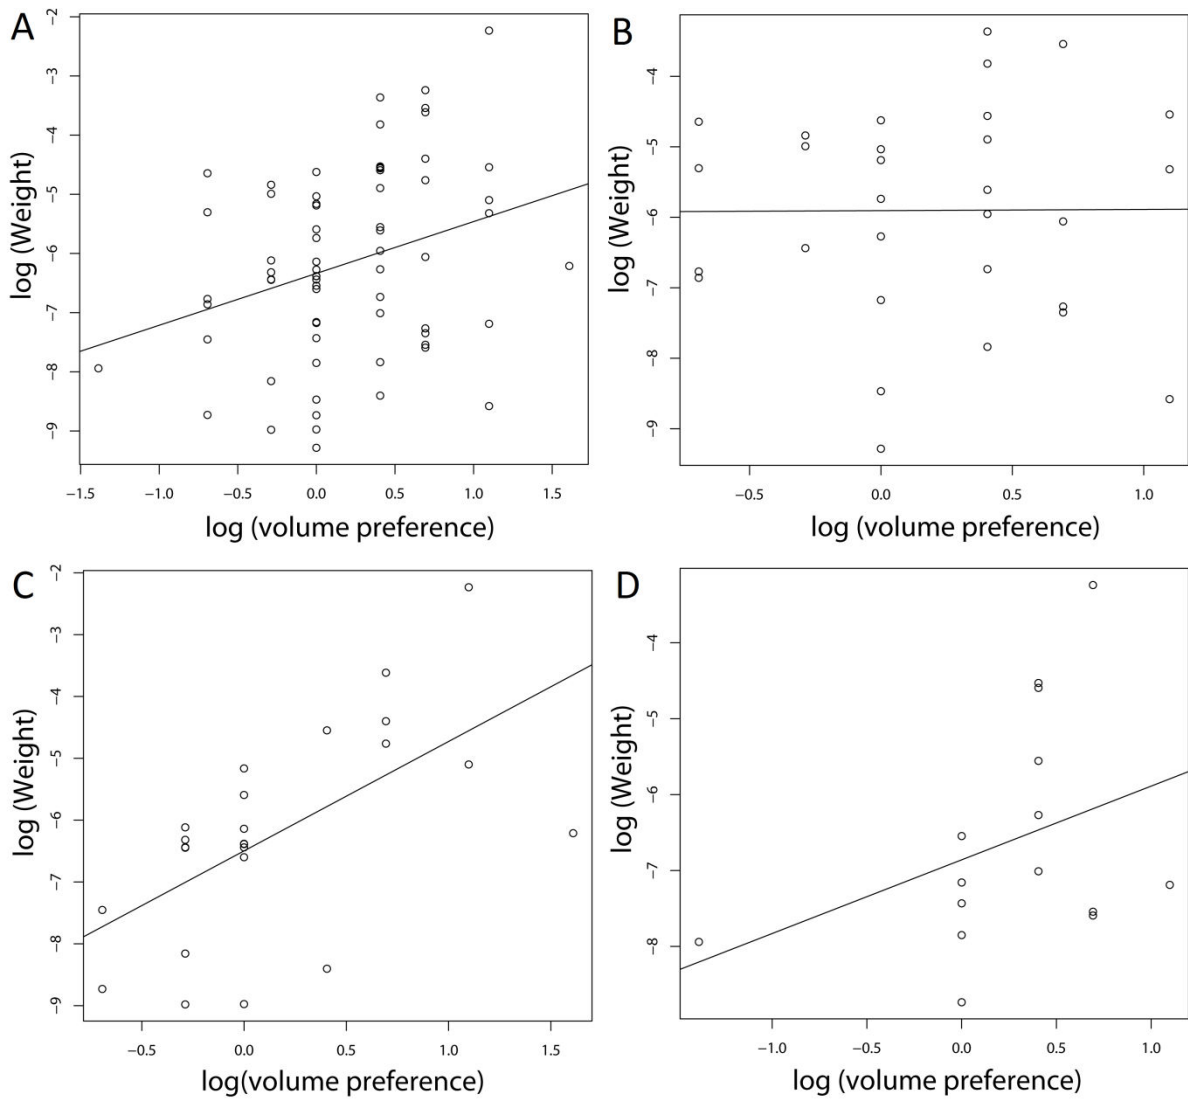 A
log (Weight)
−2
−3
−4
−5
−6
−7
−8
−9
−1.5 −1.0 −0.5 0.0 0.5 1.0 1.5
log (volume preference)
B
log (Weight)
−4
−5
−6
−7
−8
−9
−0.5 0.0 0.5 1.0
log (volume preference)
C
log (Weight)
−2
−3
−4
−5
−6
−7
−8
−9
−0.5 0.0 0.5 1.0 1.5
log(volume preference)
D
log (Weight)
−4
−5
−6
−7
−8
−1.0 −0.5 0.0 0.5 1.0
log (volume preference)